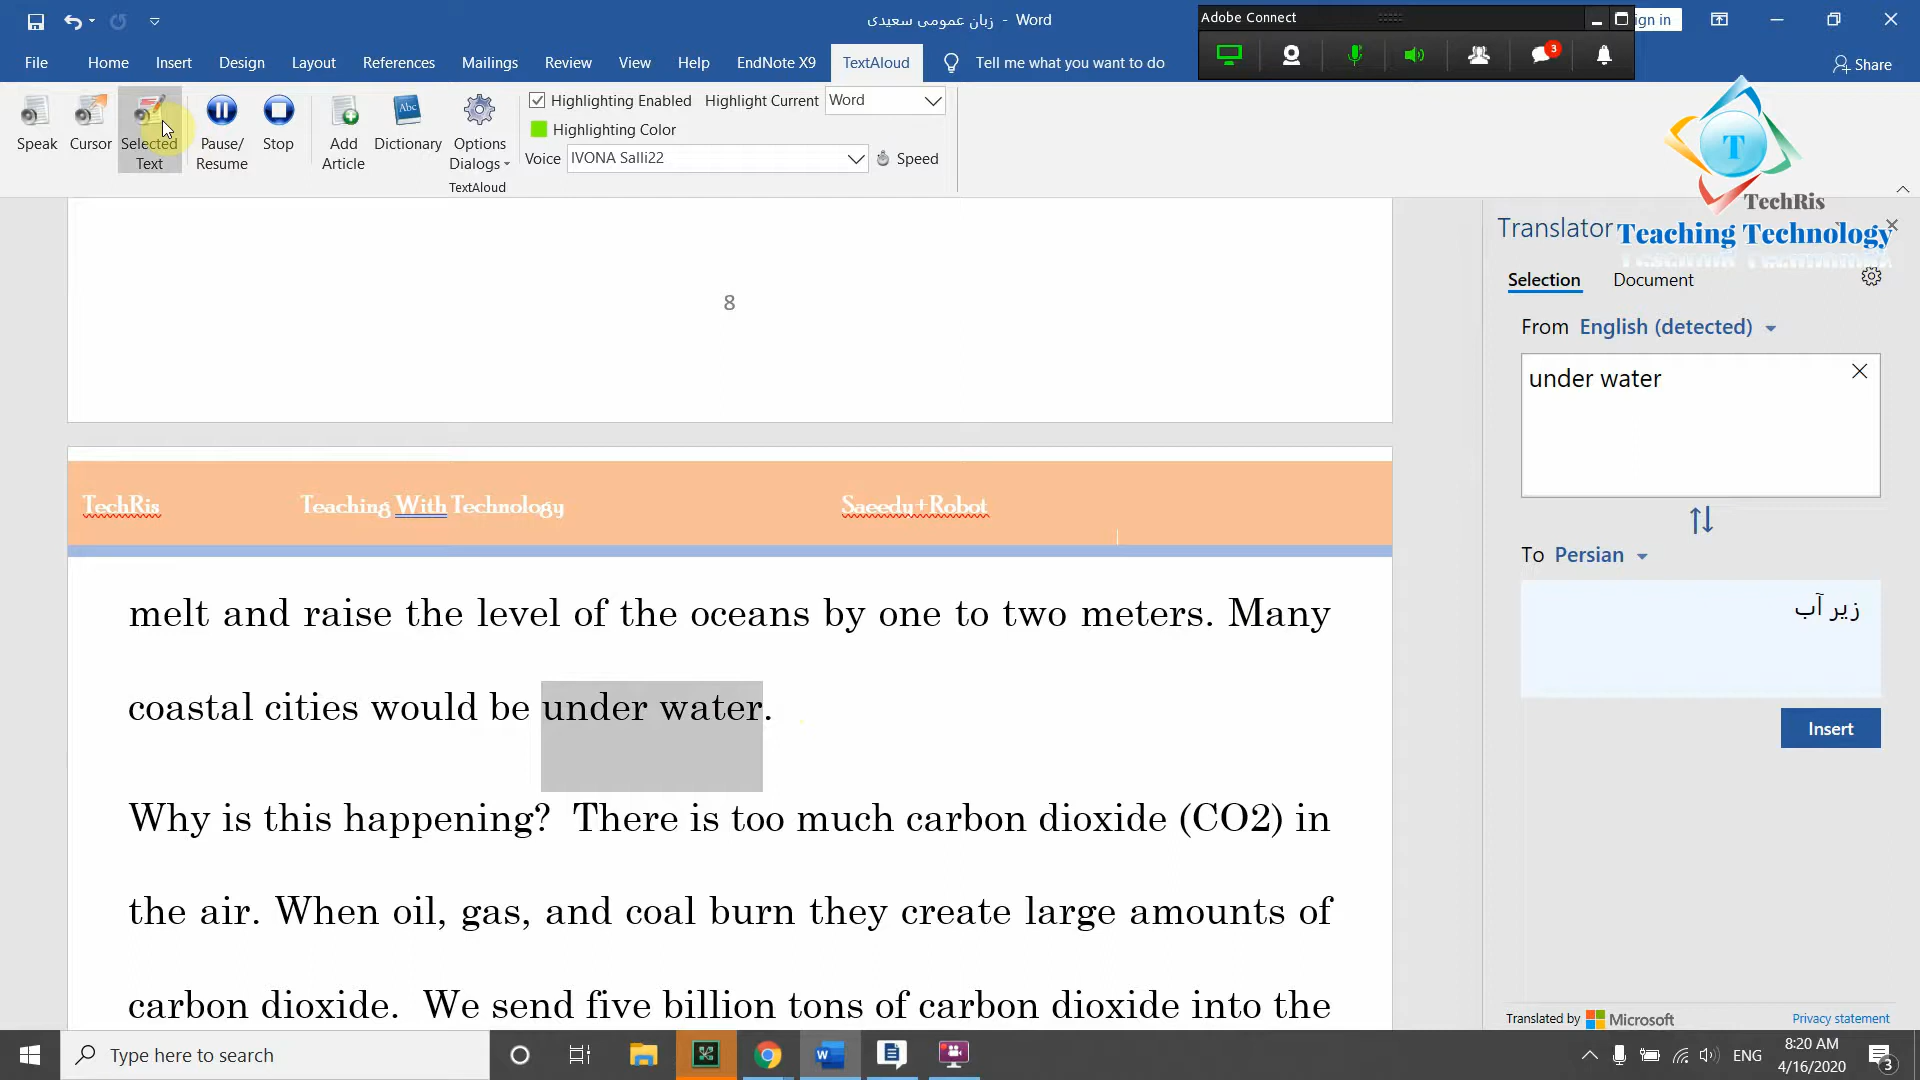 زبان عمومی سعیدی - Word
Adobe Connect
ign in
File Home Insert Design Layout References Mailings Review View Help EndNote X9 TextAloud Tell me what you want to do
3
Share
Speak
Cursor
Selected
Text
Pause/
Resume
Stop
Add
Article
Dictionary
Abc
Options
Dialogs
TextAloud
Highlighting Enabled
Highlight Current Word
Highlighting Color
Voice IVONA Salli22
Speed
T
TechRis
Teaching Technology
8
TechRis Teaching With Technology Saeedy+Robot
melt and raise the level of the oceans by one to two meters. Many
coastal cities would be under water.
Why is this happening? There is too much carbon dioxide (CO2) in
the air. When oil, gas, and coal burn they create large amounts of
carbon dioxide. We send five billion tons of carbon dioxide into the
Translator
Selection Document
From English (detected)
under water
To Persian
زیر آب
Insert
Translated by Microsoft
Privacy statement
Type here to search
W
ENG
8:20 AM
4/16/2020
3